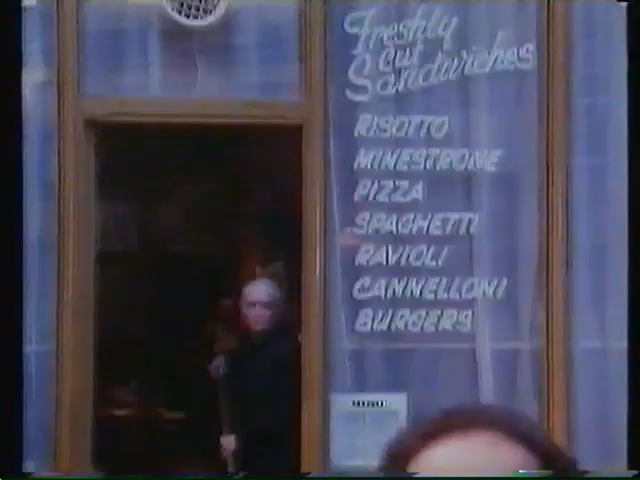 Freshly
cut
Sandwiches
RISOTTO
MINESTRONE
PIZZA
SPAGHETTI
RAVIOLI
CANNELLONI
BURGERS